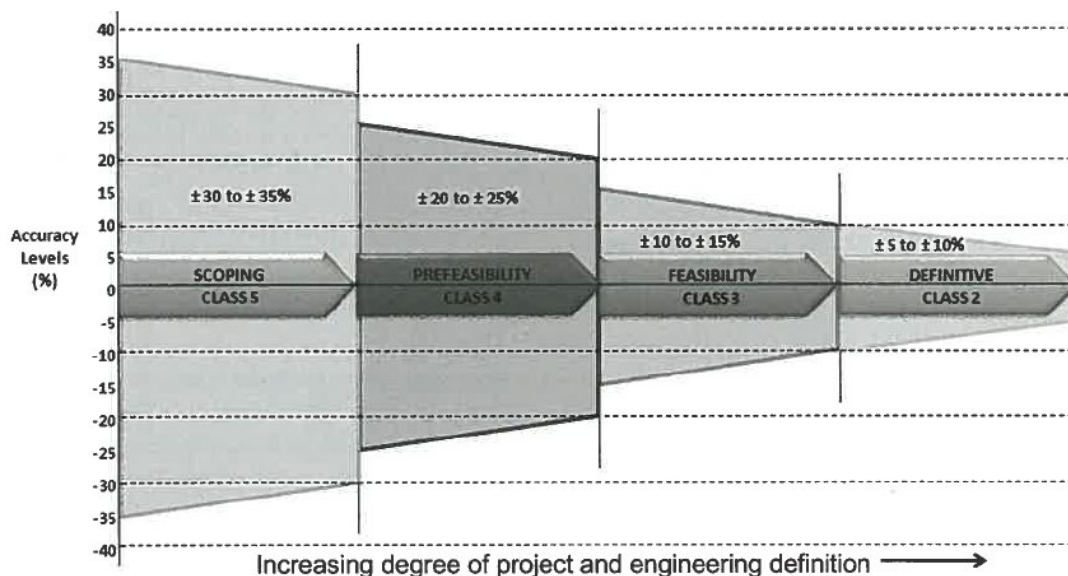 40
35
30
25
20
15
10
5
0
-5
-10
-15
-20
-25
-30
-35
-40
Accuracy
Levels
(%)
±30 to ±35%
±20 to ±25%
±10 to ±15%
±5 to ±10%
SCOPING
CLASS 5
PREFEASIBILITY
CLASS 4
FEASIBILITY
CLASS 3
DEFINITIVE
CLASS 2
Increasing degree of project and engineering definition